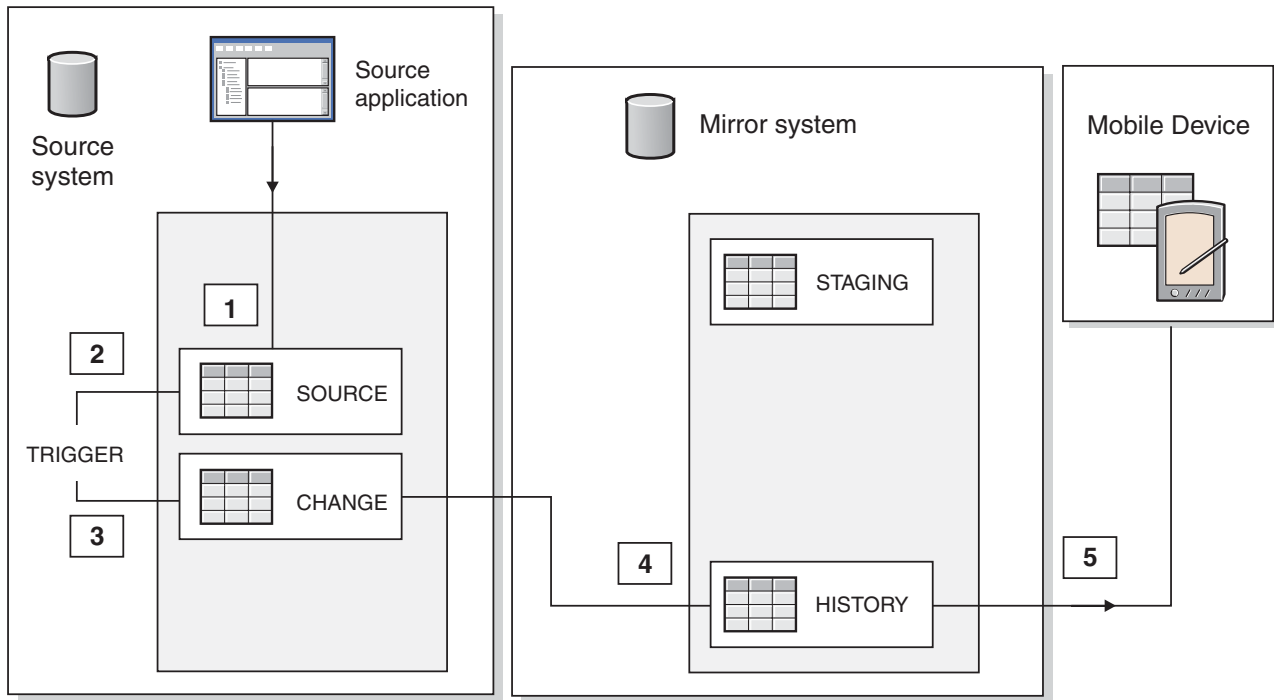 Source
system
Source
application
1
2
SOURCE
TRIGGER
CHANGE
3
Mirror system
STAGING
4
HISTORY
5
Mobile Device